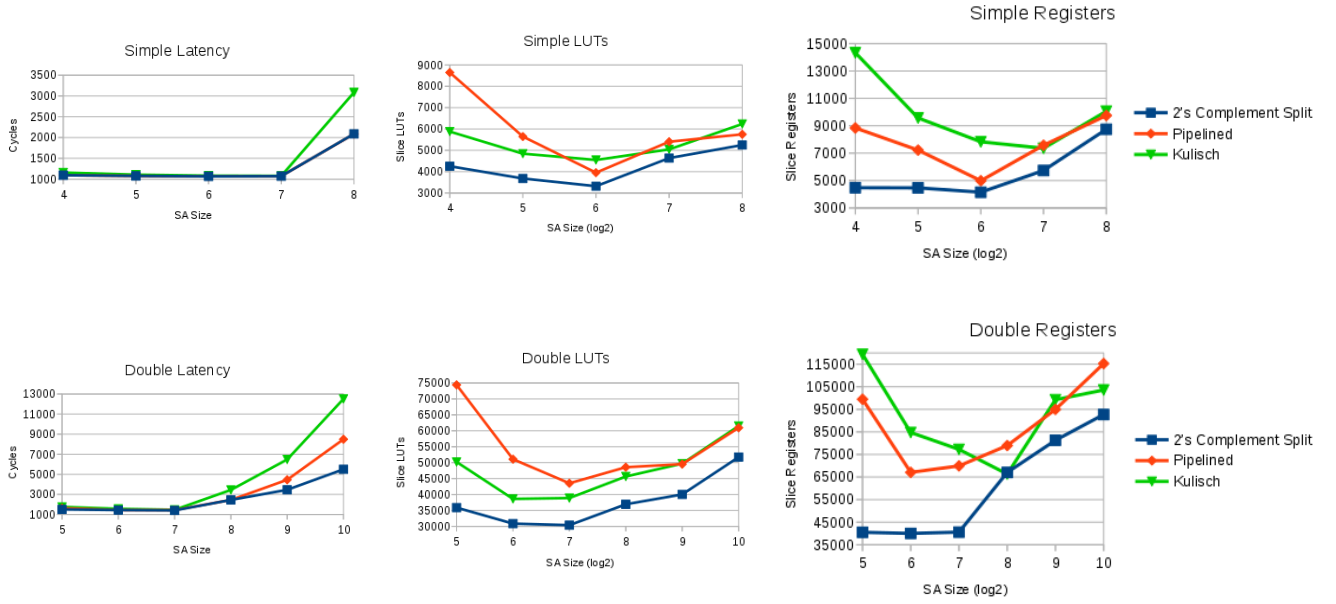 Simple Latency
3500
3000
2500
2000
1500
1000
Cycles
4 5 6 7 8
SA Size
Simple LUTs
9000
8000
7000
6000
5000
4000
3000
Slice LUTs
4 5 6 7 8
SA Size (log2)
Simple Registers
15000
13000
11000
9000
7000
5000
3000
Slice Registers
4 5 6 7 8
SA Size (log2)
2's Complement Split
Pipelined
Kulisch
Double Latency
13000
11000
9000
7000
5000
3000
1000
Cycles
5 6 7 8 9 10
SA Size
Double LUTs
75000
70000
65000
60000
55000
50000
45000
40000
35000
30000
Slice LUTs
5 6 7 8 9 10
SA Size (log2)
Double Registers
115000
105000
95000
85000
75000
65000
55000
45000
35000
Slice Registers
5 6 7 8 9 10
SA Size (log2)
2's Complement Split
Pipelined
Kulisch